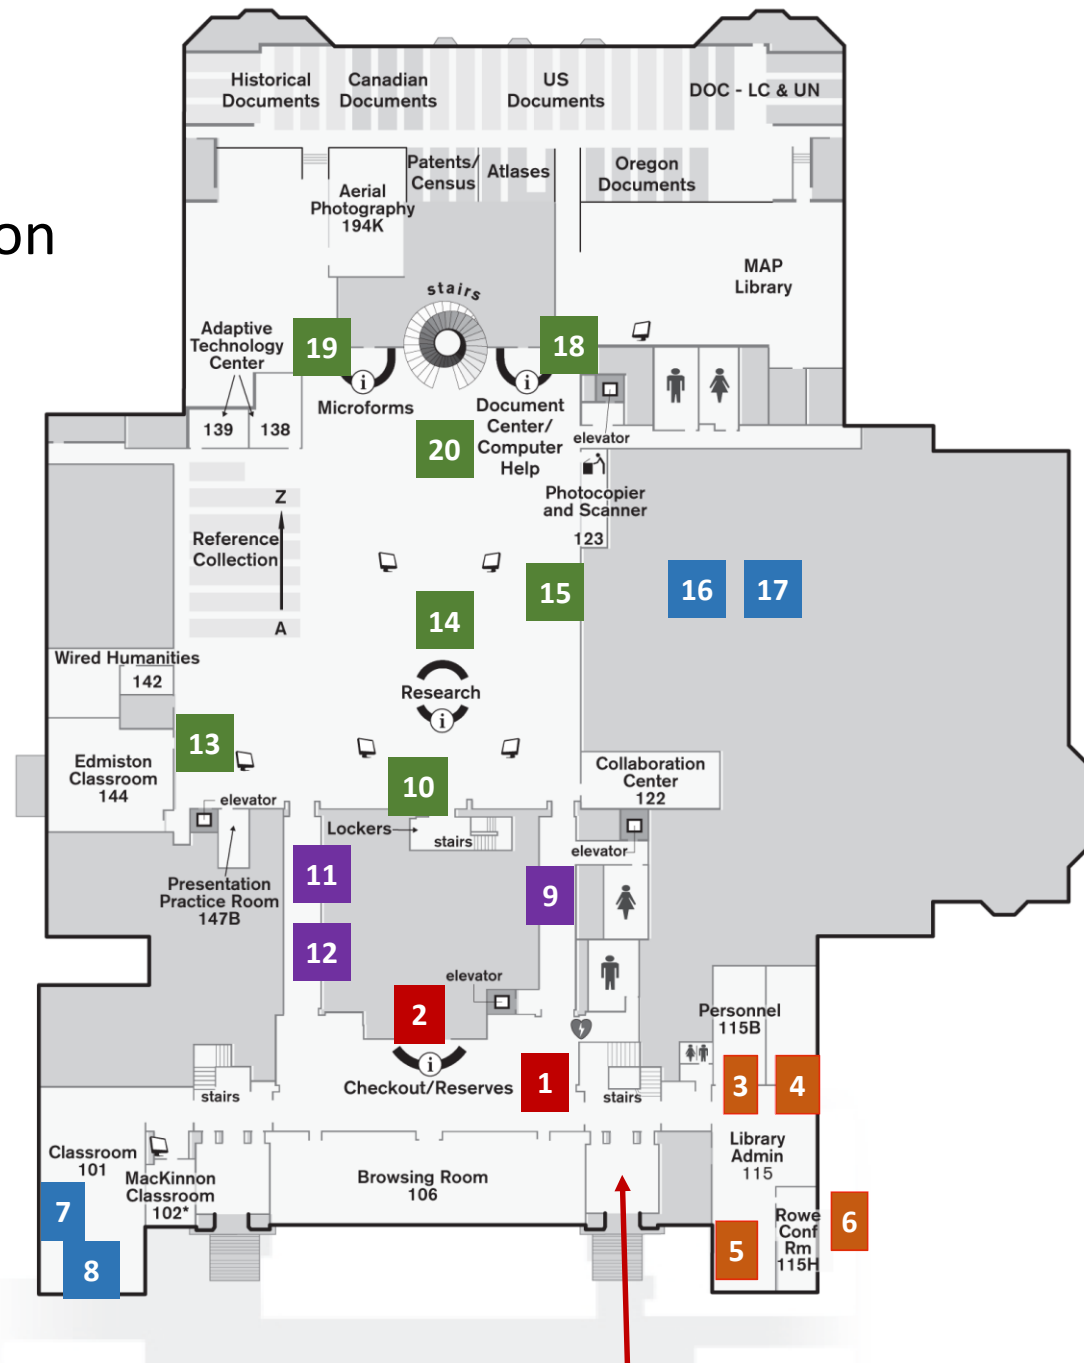 on
Historical
Documents
Canadian
Documents
US
Documents
DOC - LC & UN
Patents/
Census
Atlases
Oregon
Documents
Aerial
Photography
194K
MAP
Library
stairs
Adaptive
Technology
Center
19
18
i
i
Microforms
Document
Center/
Computer
Help
139
138
20
elevator
Photocopier
and Scanner
123
Z
Reference
Collection
A
15
16
17
14
Wired Humanities
142
Research
i
13
Edmiston
Classroom
144
10
Collaboration
Center
122
elevator
Lockers
stairs
elevator
Presentation
Practice Room
147B
11
9
12
elevator
2
Personnel
115B
i
Checkout/Reserves
1
3
4
stairs
stairs
Classroom
101
MacKinnon
Classroom
102*
Browsing Room
106
Library
Admin
115
7
8
Rowe
Conf
Rm
115H
5
6